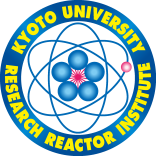 KYOTO UNIVERSITY
RESEARCH REACTOR INSTITUTE